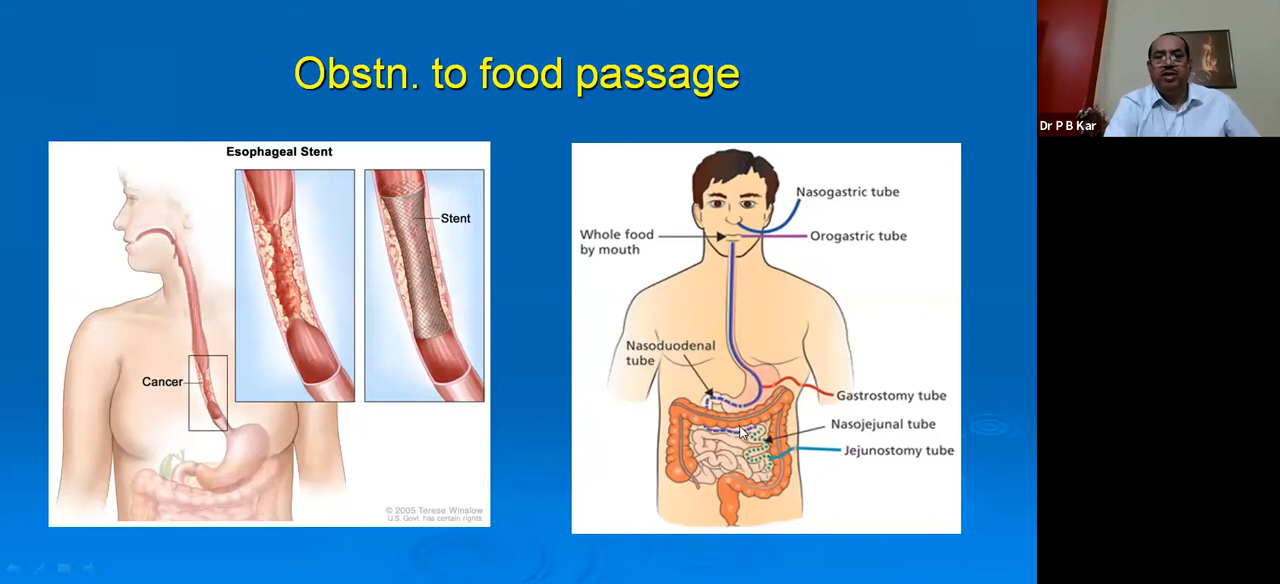 Obstn. to food passage
Esophageal Stent
Stent
Cancer
© 2005 Terese Winslow
U.S. Govt. has certain rights
Nasogastric tube
Whole food
by mouth
Orogastric tube
Nasoduodenal
tube
Gastrostomy tube
Nasojejunal tube
Jejunostomy tube
Dr P B Kar